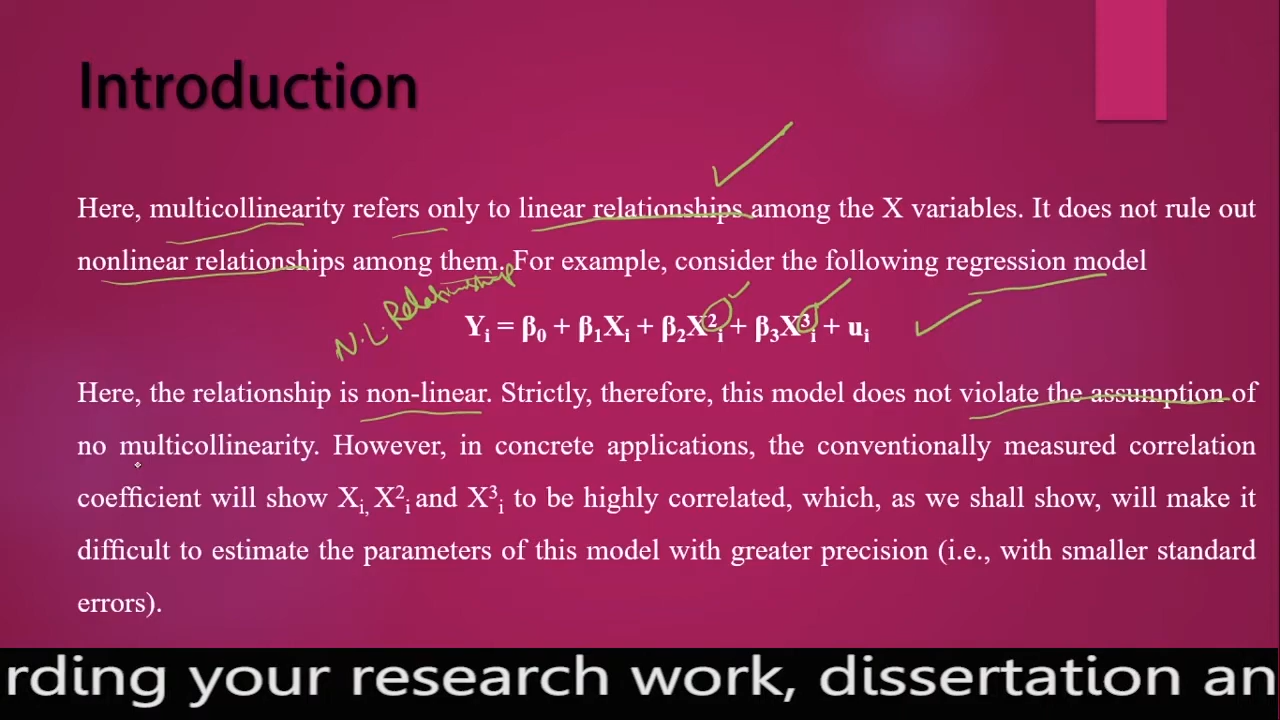 Introduction
Here, multicollinearity refers only to linear relationships among the X variables. It does not rule out
nonlinear relationships among them. For example, consider the following regression model
N.L. Relationship
Yᵢ = β₀ + β₁Xᵢ + β₂X²ᵢ + β₃X³ᵢ + uᵢ
Here, the relationship is non-linear. Strictly, therefore, this model does not violate the assumption of
no multicollinearity. However, in concrete applications, the conventionally measured correlation
coefficient will show Xᵢ, X²ᵢ and X³ᵢ to be highly correlated, which, as we shall show, will make it
difficult to estimate the parameters of this model with greater precision (i.e., with smaller standard
errors).
rding your research work, dissertation an